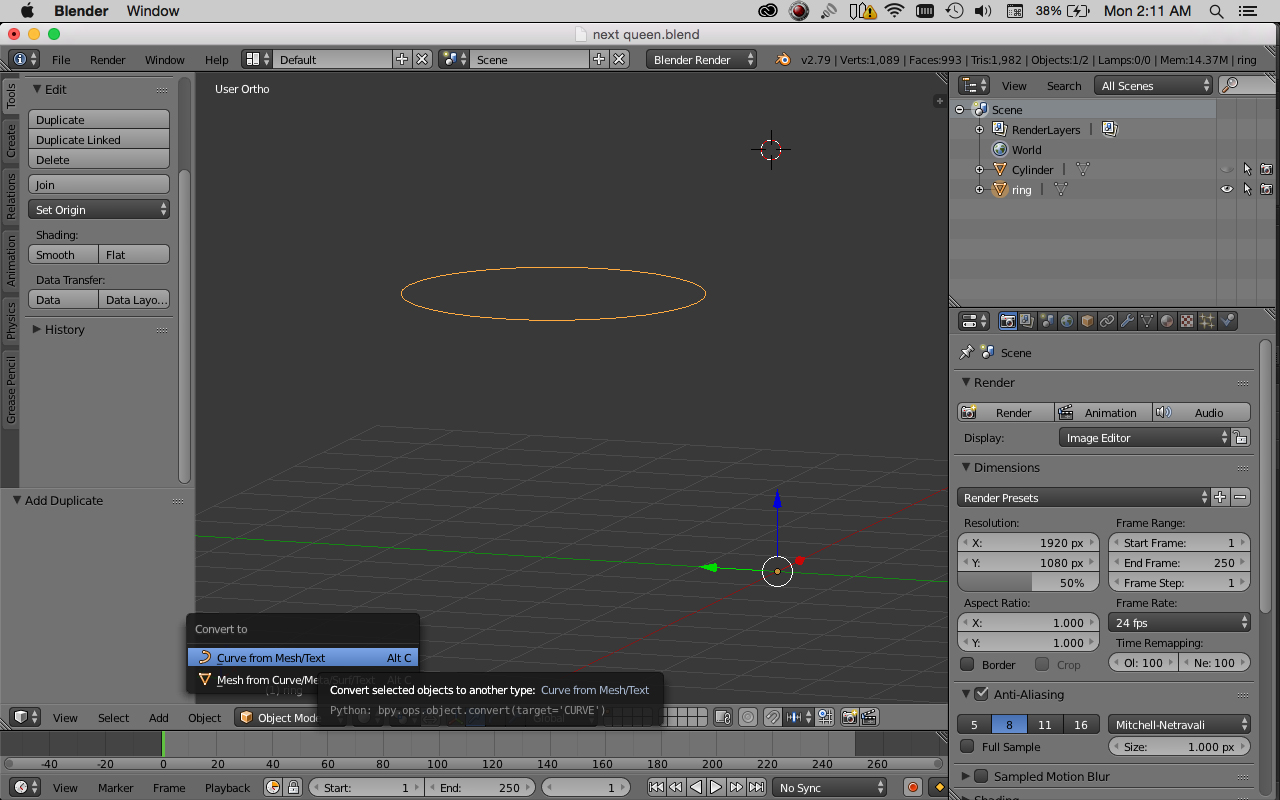 Blender Window 38% Mon 2:11 AM
next queen.blend
File Render Window Help Default Scene Blender Render v2.79 | Verts:1,089 | Faces:993 | Tris:1,982 | Objects:1/2 | Lamps:0/0 | Mem:14.37M | ring
Tools
Create
Relations
Animation
Physics
Grease Pencil
Edit
Duplicate
Duplicate Linked
Delete
Join
Set Origin
Shading:
Smooth Flat
Data Transfer:
Data Data Layo...
History
Add Duplicate
User Ortho
Convert to
Curve from Mesh/Text Alt C
Mesh from Curve/Meta/Surf/Text Alt C
(1) ring
Convert selected objects to another type: Curve from Mesh/Text
Python: bpy.ops.object.convert(target='CURVE')
View Select Add Object Object Mode Global
-40 -20 0 20 40 60 80 100 120 140 160 180 200 220 240 260
View Marker Frame Playback Start: 1 End: 250 1 No Sync
View Search All Scenes
Scene
RenderLayers |
World
Cylinder |
ring |
Scene
Render
Render Animation Audio
Display: Image Editor
Dimensions
Render Presets
Resolution: Frame Range:
X: 1920 px Start Frame: 1
Y: 1080 px End Frame: 250
50% Frame Step: 1
Aspect Ratio: Frame Rate:
X: 1.000 24 fps
Y: 1.000 Time Remapping:
Border Crop Ol: 100 Ne: 100
Anti-Aliasing
5 8 11 16 Mitchell-Netravali
Full Sample Size: 1.000 px
Sampled Motion Blur